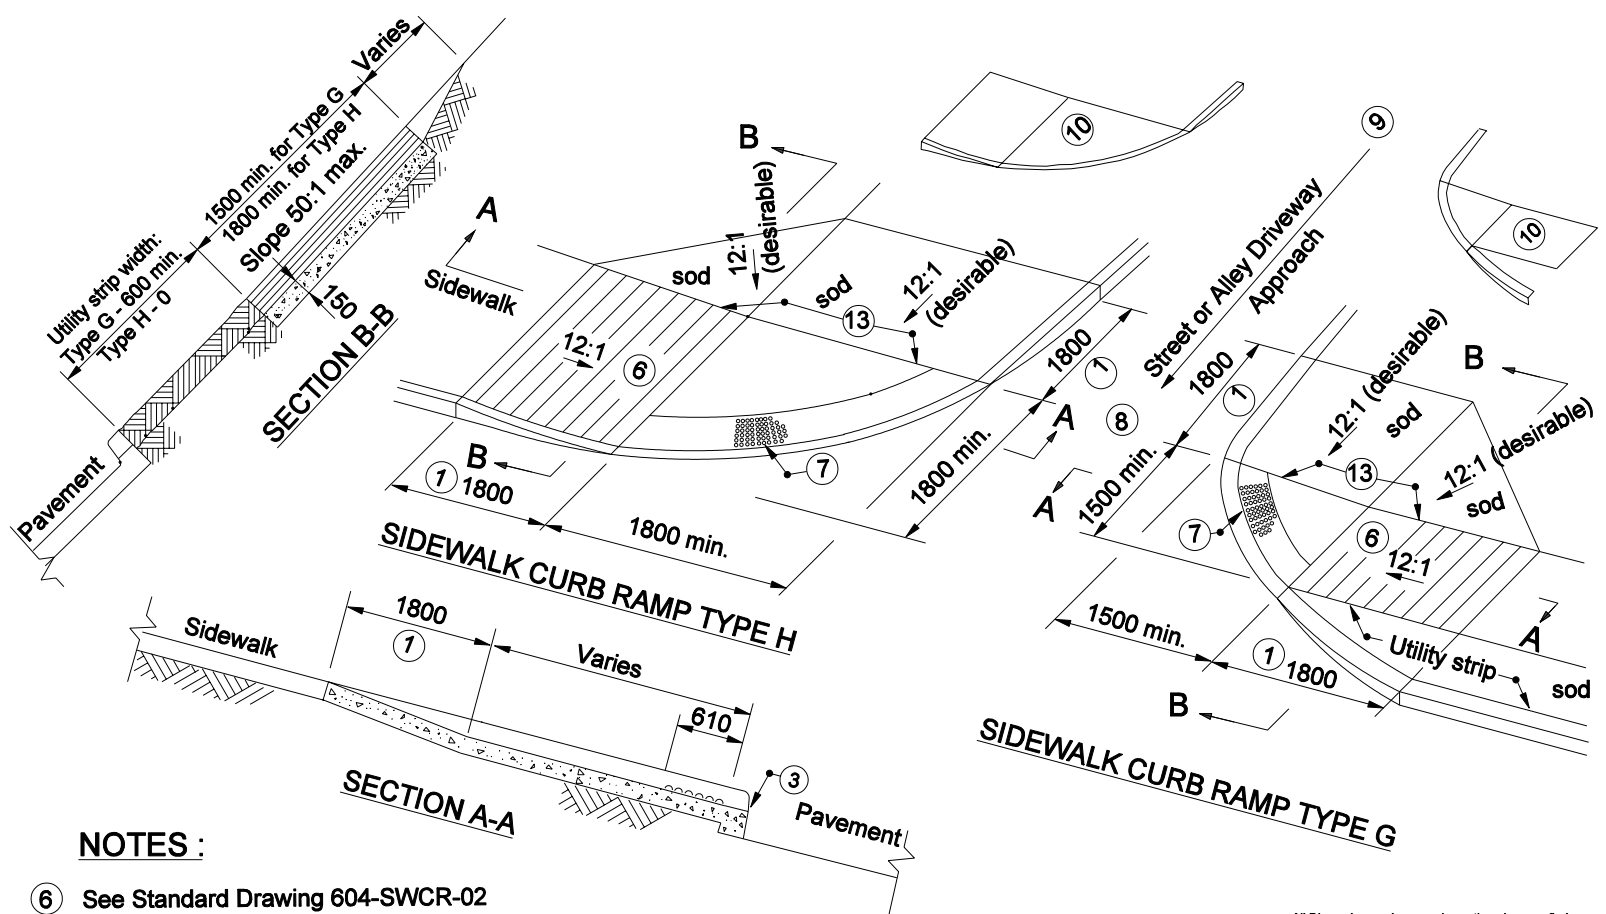 Varies
1500 min. for Type G
1800 min. for Type H
Slope 50:1 max.
Utility strip width:
Type G - 600 min.
Type H - 0
150
SECTION B-B
Pavement
A
Sidewalk
B
12:1
(desirable)
sod
sod
12:1
(desirable)
13
12:1
6
1800
1
1800 min.
8
A
A
B
7
1
1800
1800 min.
SIDEWALK CURB RAMP TYPE H
10
9
Street or Alley Driveway
Approach
10
1800
1
1500 min.
12:1 (desirable)
sod
B
12:1 (desirable)
sod
13
7
6
12:1
A
1500 min.
1
1800
Utility strip
sod
B
SIDEWALK CURB RAMP TYPE G
Sidewalk
1800
1
Varies
610
3
Pavement
SECTION A-A
NOTES :
6 See Standard Drawing 604-SWCR-02